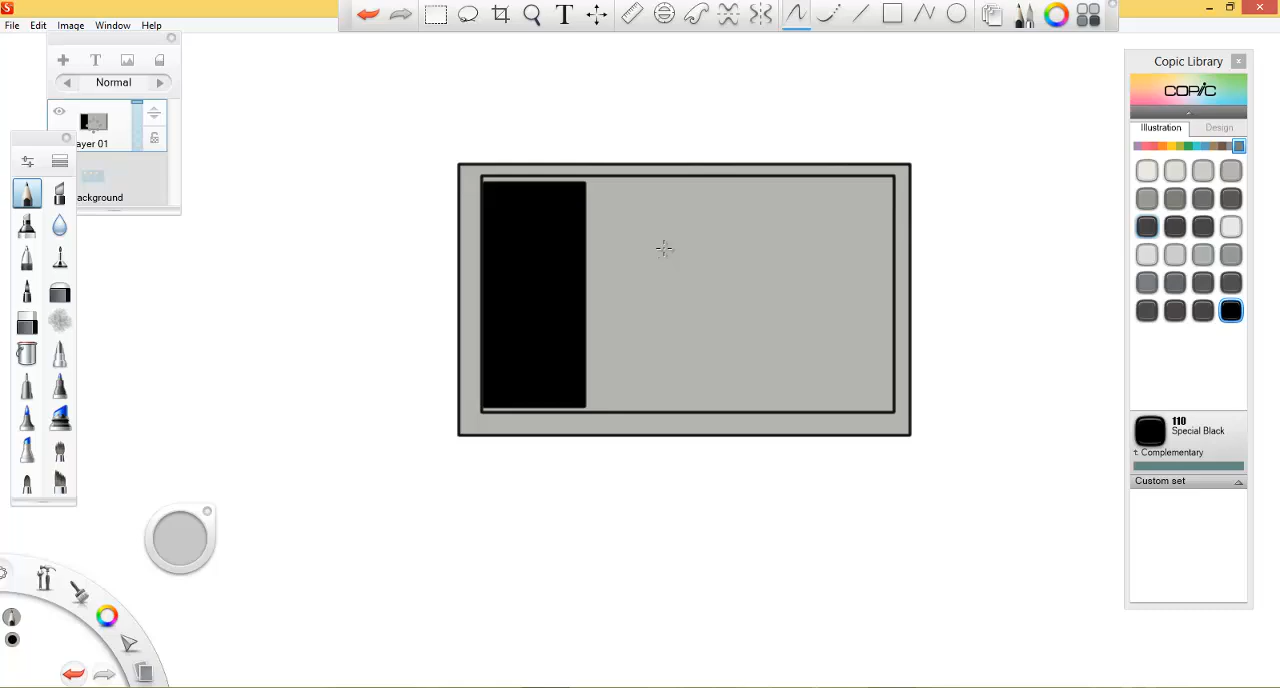 S
File Edit Image Window Help
T
T
Normal
ayer 01
ackground
Copic Library
x
COPIC
Illustration Design
110
Special Black
t. Complementary
Custom set